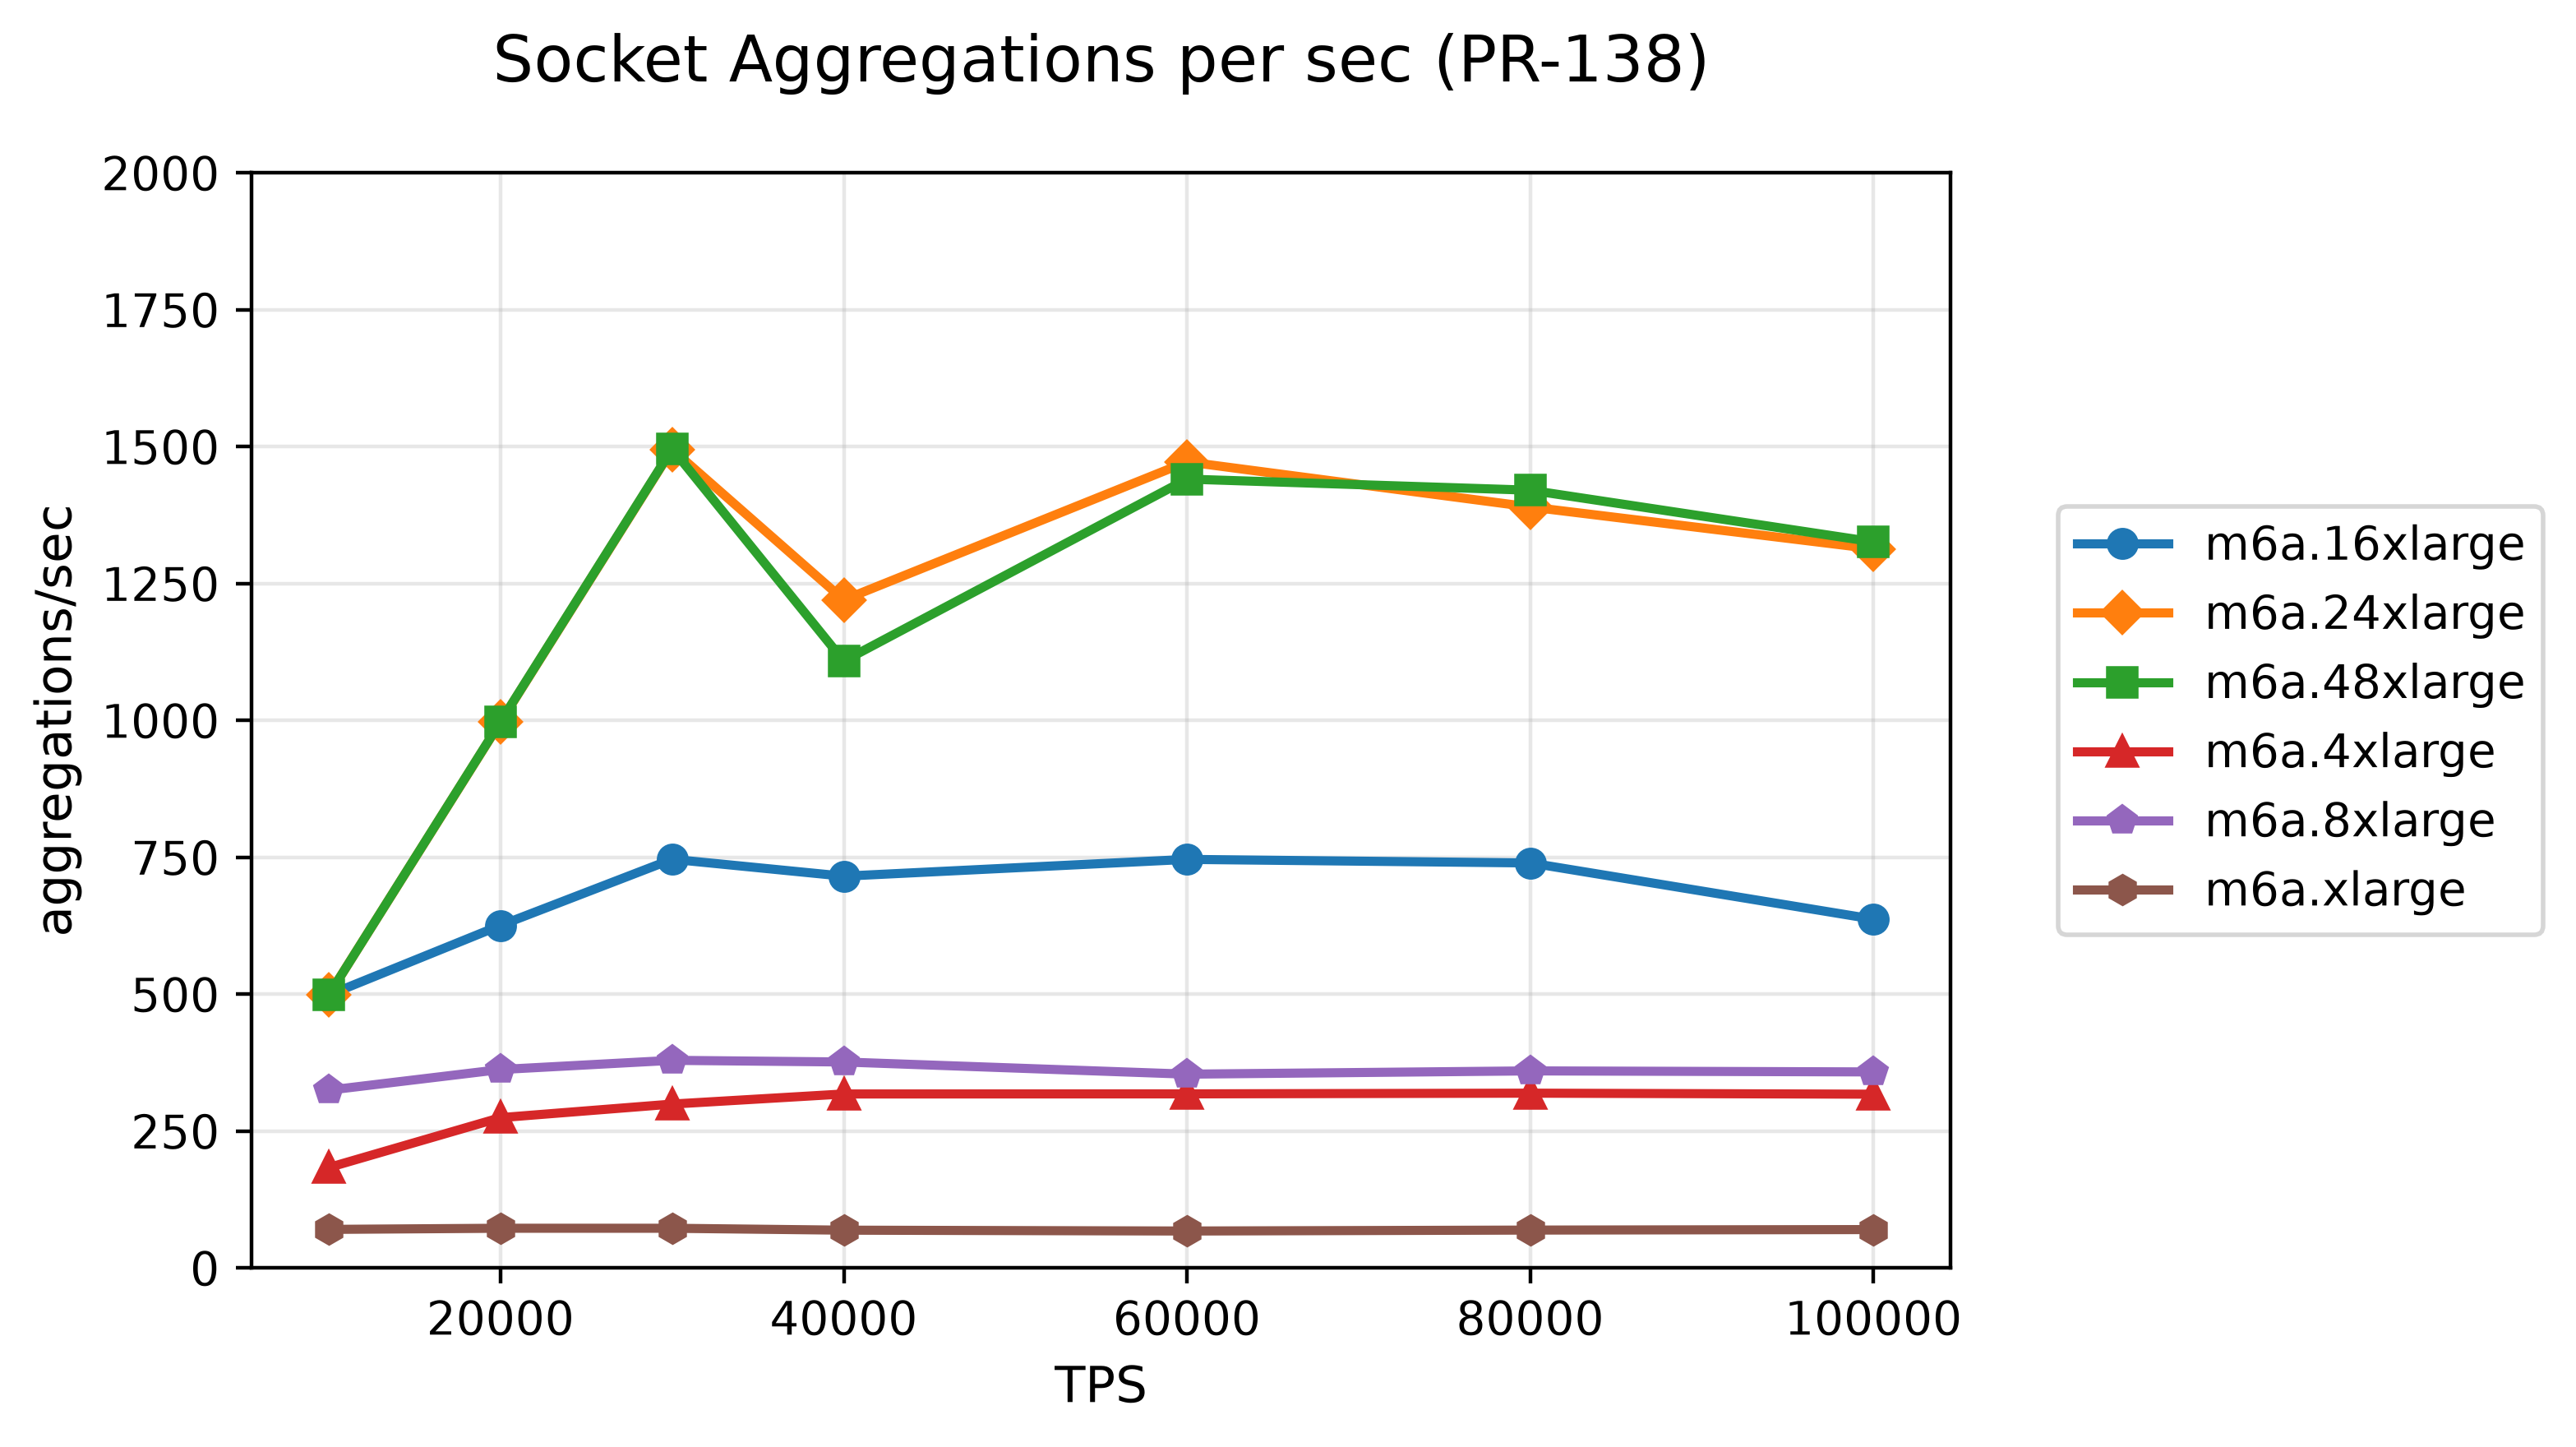 Socket Aggregations per sec (PR-138)
2000
1750
1500
1250
1000
750
500
250
0
aggregations/sec
20000 40000 60000 80000 100000
TPS
m6a.16xlarge
m6a.24xlarge
m6a.48xlarge
m6a.4xlarge
m6a.8xlarge
m6a.xlarge